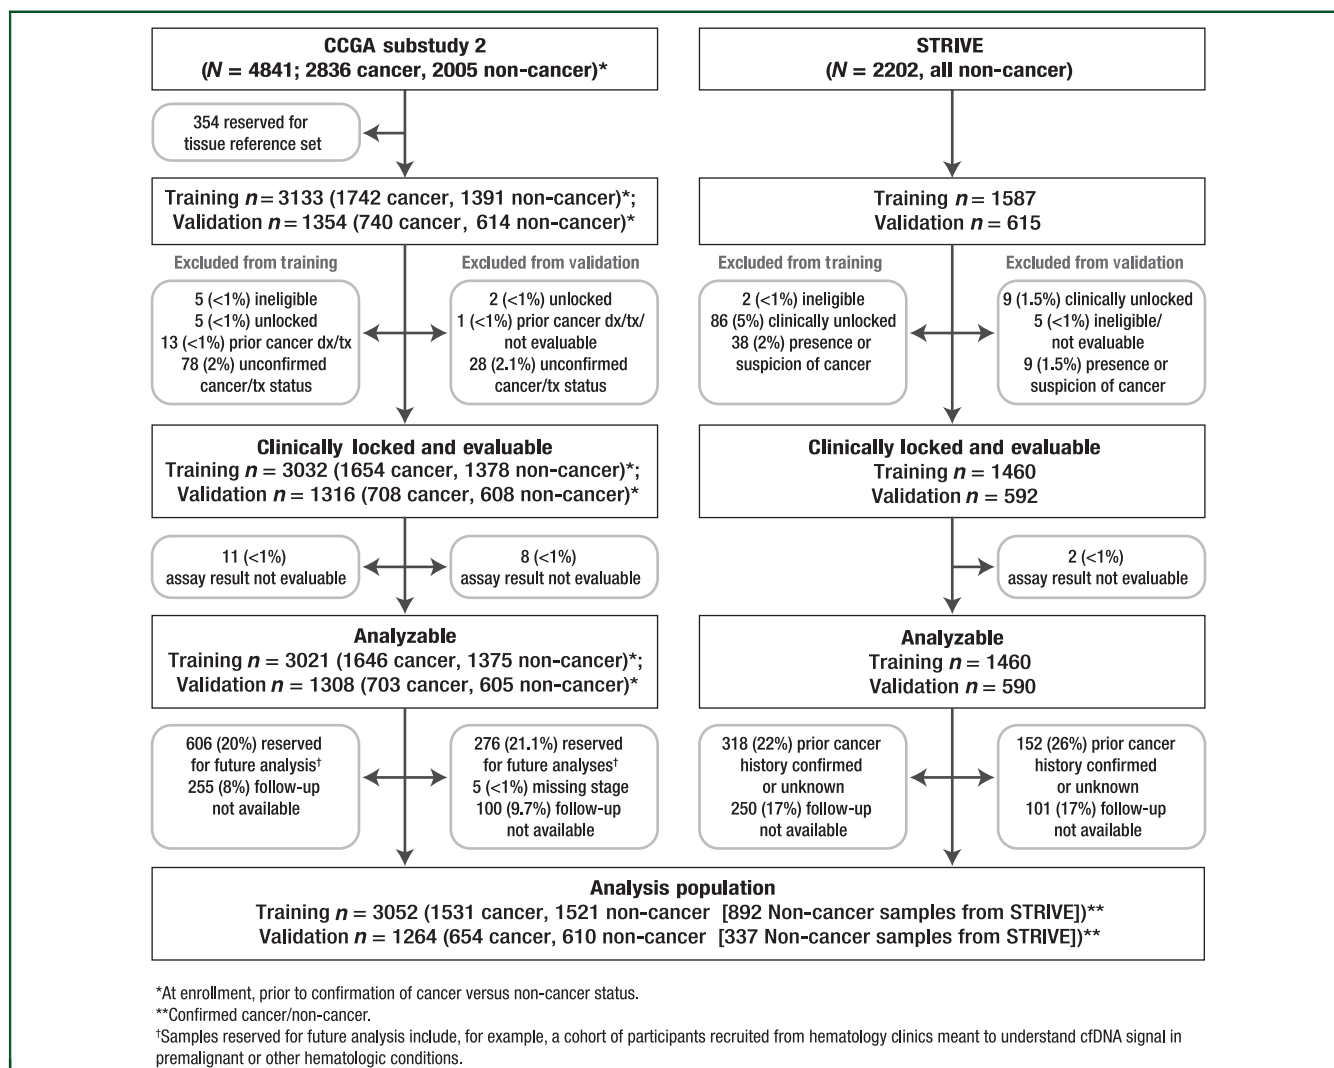 CCGA substudy 2
(N = 4841; 2836 cancer, 2005 non-cancer)*
STRIVE
(N = 2202, all non-cancer)
354 reserved for
tissue reference set
Training n = 3133 (1742 cancer, 1391 non-cancer)*;
Validation n = 1354 (740 cancer, 614 non-cancer)*
Training n = 1587
Validation n = 615
Excluded from training
5 (<1%) ineligible
5 (<1%) unlocked
13 (<1%) prior cancer dx/tx
78 (2%) unconfirmed
cancer/tx status
Excluded from validation
2 (<1%) unlocked
1 (<1%) prior cancer dx/tx/
not evaluable
28 (2.1%) unconfirmed
cancer/tx status
Excluded from training
2 (<1%) ineligible
86 (5%) clinically unlocked
38 (2%) presence or
suspicion of cancer
Excluded from validation
9 (1.5%) clinically unlocked
5 (<1%) ineligible/
not evaluable
9 (1.5%) presence or
suspicion of cancer
Clinically locked and evaluable
Training n = 3032 (1654 cancer, 1378 non-cancer)*;
Validation n = 1316 (708 cancer, 608 non-cancer)*
Clinically locked and evaluable
Training n = 1460
Validation n = 592
11 (<1%)
assay result not evaluable
8 (<1%)
assay result not evaluable
2 (<1%)
assay result not evaluable
Analyzable
Training n = 3021 (1646 cancer, 1375 non-cancer)*;
Validation n = 1308 (703 cancer, 605 non-cancer)*
Analyzable
Training n = 1460
Validation n = 590
606 (20%) reserved
for future analysis†
255 (8%) follow-up
not available
276 (21.1%) reserved
for future analyses†
5 (<1%) missing stage
100 (9.7%) follow-up
not available
318 (22%) prior cancer
history confirmed
or unknown
250 (17%) follow-up
not available
152 (26%) prior cancer
history confirmed
or unknown
101 (17%) follow-up
not available
Analysis population
Training n = 3052 (1531 cancer, 1521 non-cancer [892 Non-cancer samples from STRIVE])**
Validation n = 1264 (654 cancer, 610 non-cancer [337 Non-cancer samples from STRIVE])**
*At enrollment, prior to confirmation of cancer versus non-cancer status.
**Confirmed cancer/non-cancer.
†Samples reserved for future analysis include, for example, a cohort of participants recruited from hematology clinics meant to understand cfDNA signal in
premalignant or other hematologic conditions.